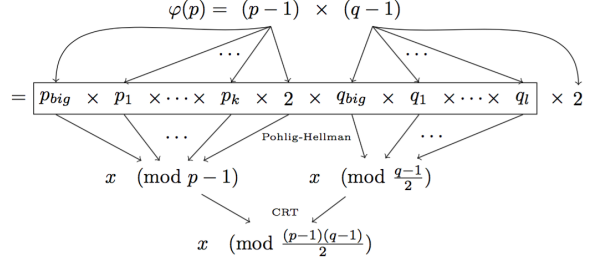 φ(p) = (p−1) × (q−1)
⋯ ⋯
= p_big × p_1 ×⋯× p_k × 2 × q_big × q_1 ×⋯× q_l × 2
⋯ Pohlig-Hellman ⋯
x (mod p−1) x (mod (q−1)/2)
CRT
x (mod (p−1)(q−1)/2)